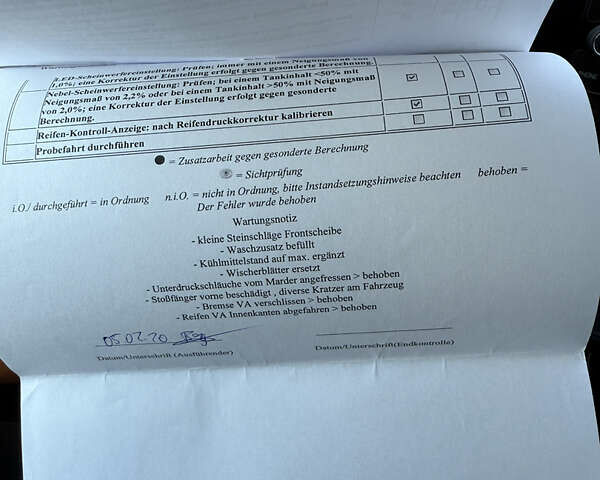 LED-Scheinwerfereinstellung: Prüfen; immer mit einem Neigungsmaß von
1,0%; eine Korrektur der Einstellung erfolgt gegen gesonderte Berechnung.
Nebel-Scheinwerfereinstellung: Prüfen; bei einem Tankinhalt <50% mit
Neigungsmaß von 2,2% oder bei einem Tankinhalt >50% mit Neigungsmaß
von 2,0%; eine Korrektur der Einstellung erfolgt gegen gesonderte
Berechnung.
Reifen-Kontroll-Anzeige: nach Reifendruckkorrektur kalibrieren
Probefahrt durchführen
= Zusatzarbeit gegen gesonderte Berechnung
= Sichtprüfung
i.O./ durchgeführt = in Ordnung n.i.O. = nicht in Ordnung, bitte Instandsetzungshinweise beachten behoben =
Der Fehler wurde behoben
Wartungsnotiz
- kleine Steinschläge Frontscheibe
- Waschzusatz befüllt
- Kühlmittelstand auf max. ergänzt
- Wischerblätter ersetzt
- Unterdruckschläuche vom Marder angefressen > behoben
- Stoßfänger vorne beschädigt , diverse Kratzer am Fahrzeug
- Bremse VA verschlissen > behoben
- Reifen VA Innenkanten abgefahren > behoben
05.02.20
Datum/Unterschrift (Ausführender) Datum/Unterschrift(Endkontrolle)